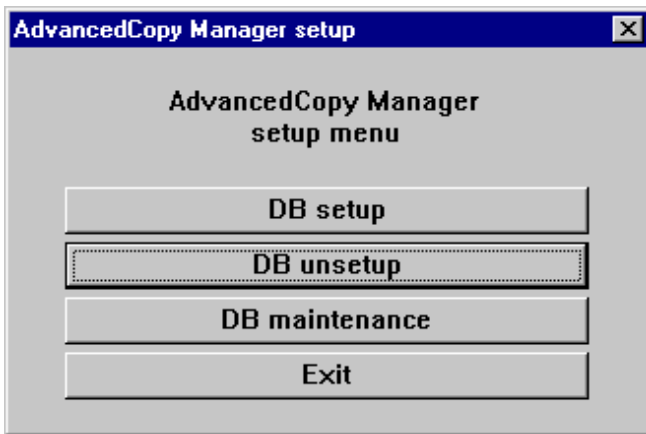 AdvancedCopy Manager setup
AdvancedCopy Manager
setup menu
DB setup
DB unsetup
DB maintenance
Exit